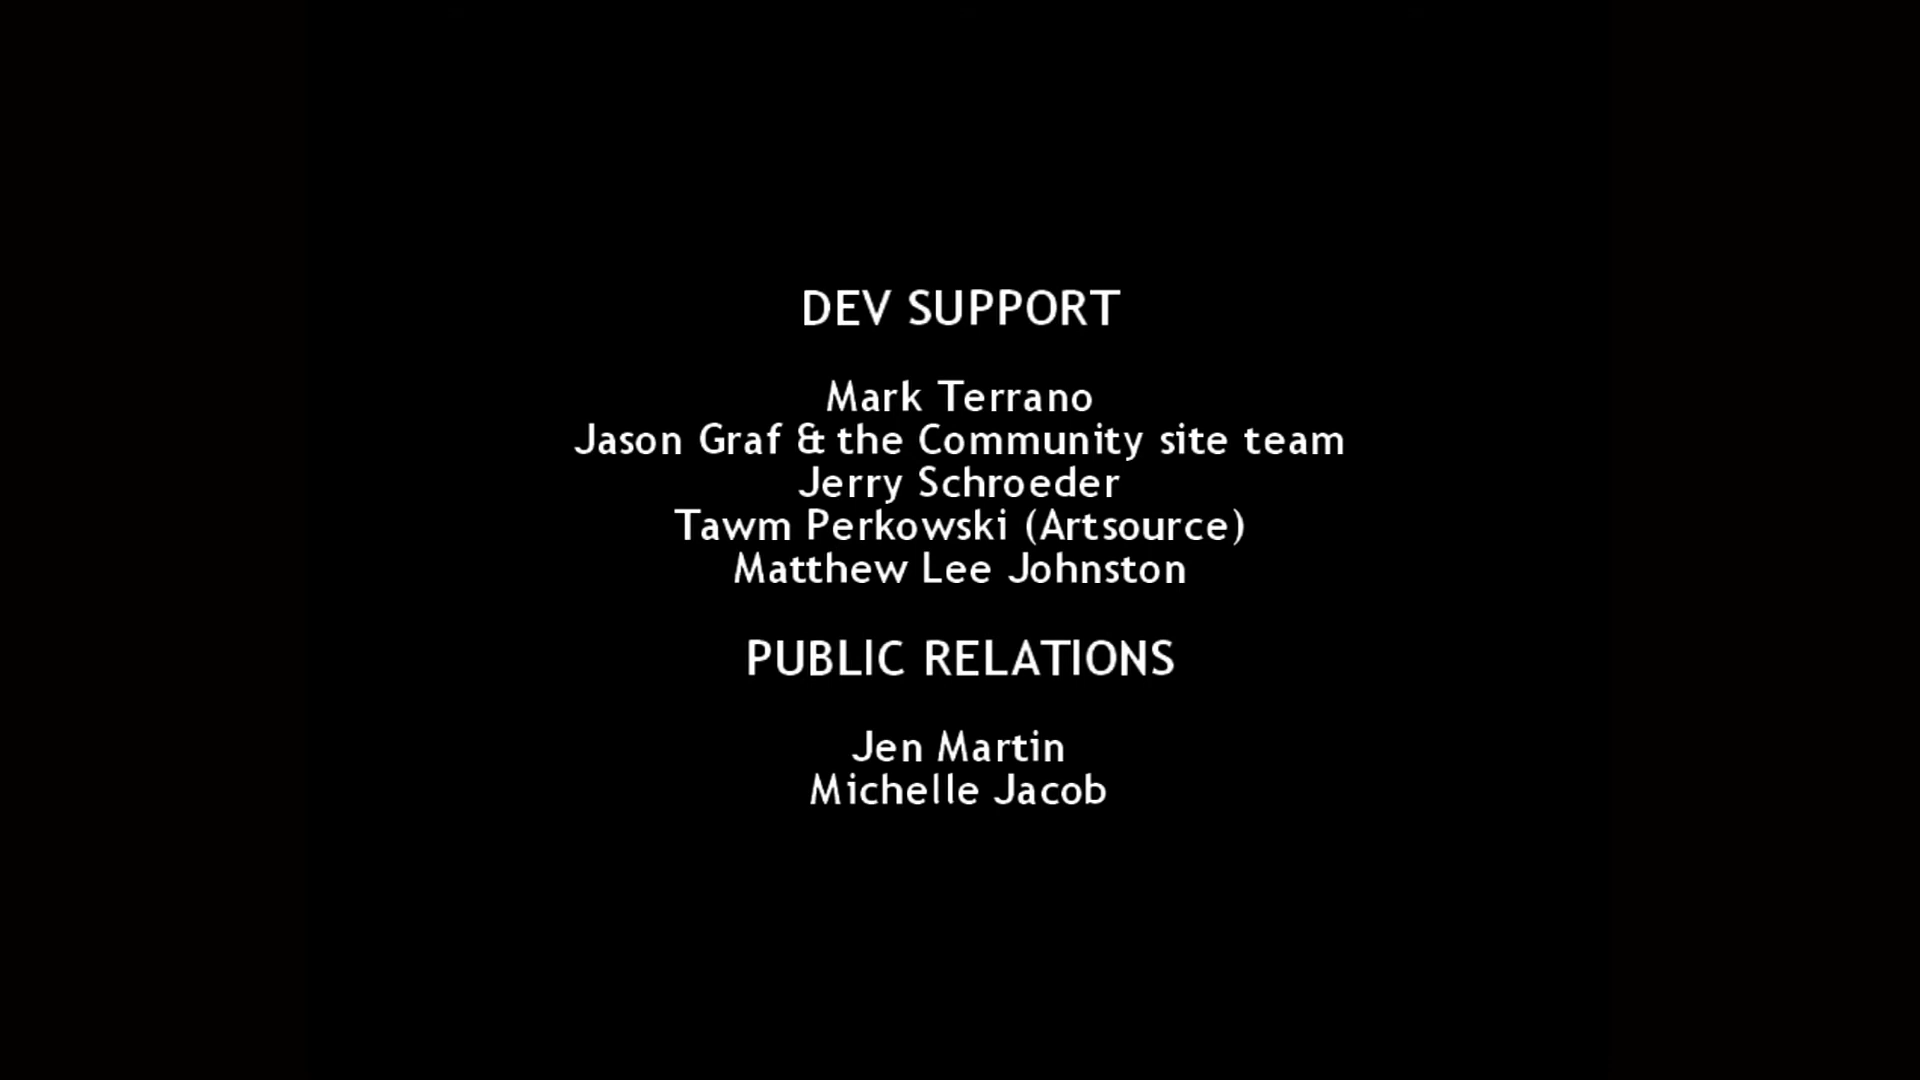 DEV SUPPORT
Mark Terrano
Jason Graf & the Community site team
Jerry Schroeder
Tawm Perkowski (Artsource)
Matthew Lee Johnston
PUBLIC RELATIONS
Jen Martin
Michelle Jacob